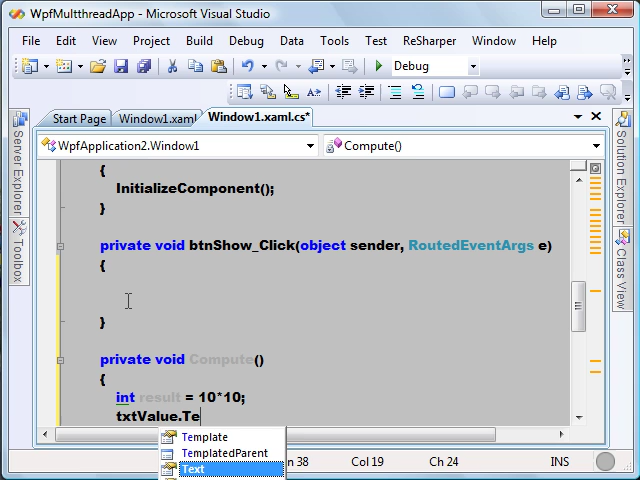 WpfMultthreadApp - Microsoft Visual Studio
File Edit View Project Build Debug Data Tools Test ReSharper Window Help
Debug
Start Page Window1.xaml Window1.xaml.cs*
WpfApplication2.Window1 Compute()
Server Explorer
Toolbox
Solution Explorer
Class View
{
InitializeComponent();
}
private void btnShow_Click(object sender, RoutedEventArgs e)
{
}
private void Compute()
{
int result = 10*10;
txtValue.Te
Template
TemplatedParent
Text
n 38 Col 19 Ch 24 INS